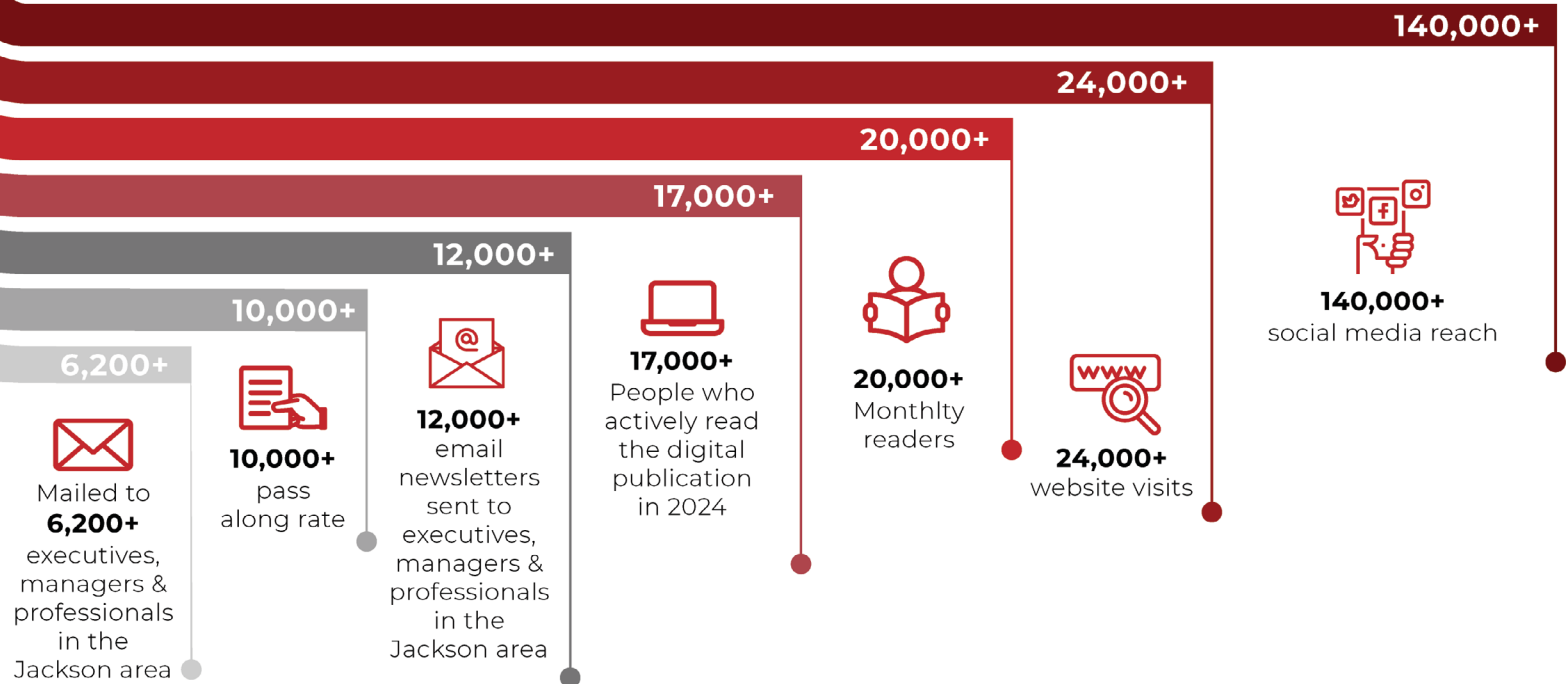 140,000+
24,000+
20,000+
17,000+
12,000+
10,000+
6,200+
Mailed to
6,200+
executives,
managers &
professionals
in the
Jackson area
10,000+
pass
along rate
@
12,000+
email
newsletters
sent to
executives,
managers &
professionals
in the
Jackson area
17,000+
People who
actively read
the digital
publication
in 2024
20,000+
Monthlty
readers
www
24,000+
website visits
f
140,000+
social media reach